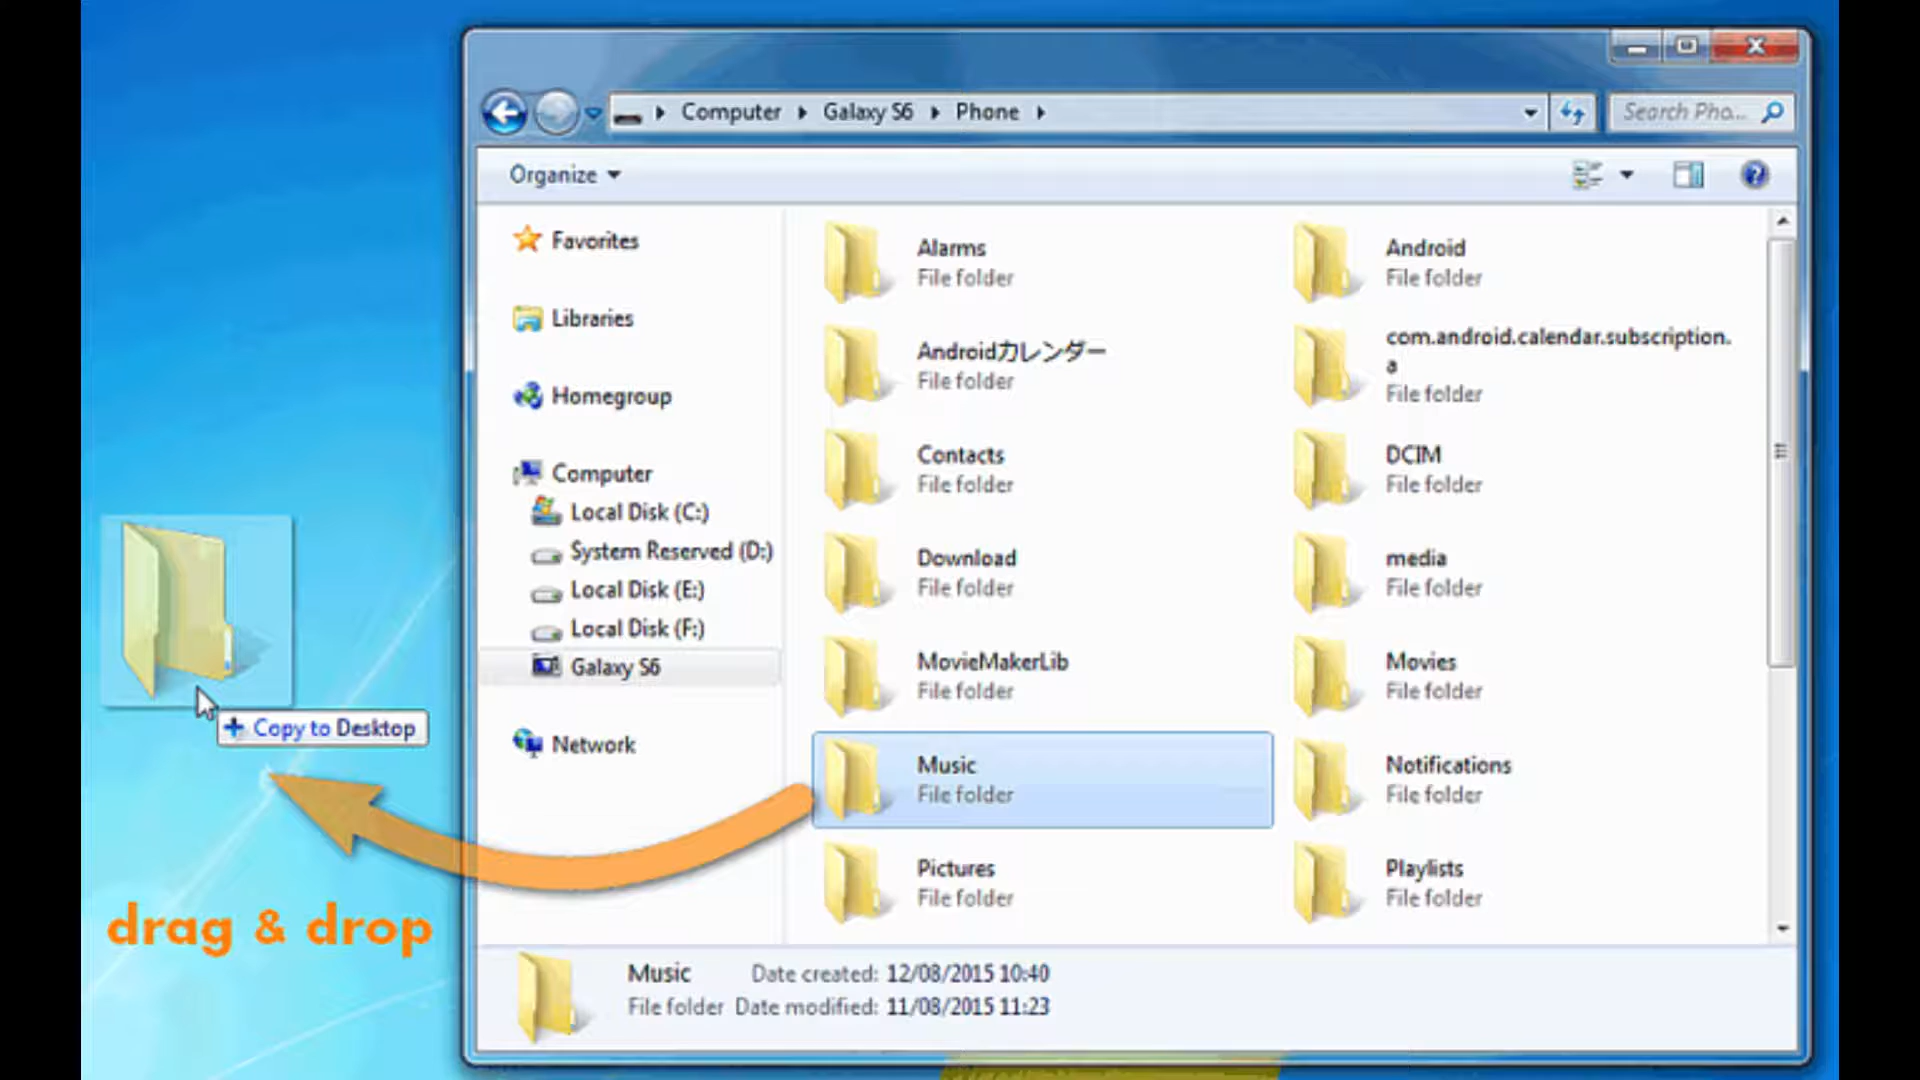 Computer Galaxy S6 Phone
Search Pho...
Organize
Favorites
Libraries
Homegroup
Computer
Local Disk (C:)
System Reserved (D:)
Local Disk (E:)
Local Disk (F:)
Galaxy S6
Network
Alarms
File folder
Android
File folder
Androidカレンダー
File folder
com.android.calendar.subscription.
a
File folder
Contacts
File folder
DCIM
File folder
Download
File folder
media
File folder
MovieMakerLib
File folder
Movies
File folder
Music
File folder
Notifications
File folder
Pictures
File folder
Playlists
File folder
Copy to Desktop
drag & drop
Music Date created: 12/08/2015 10:40
File folder Date modified: 11/08/2015 11:23